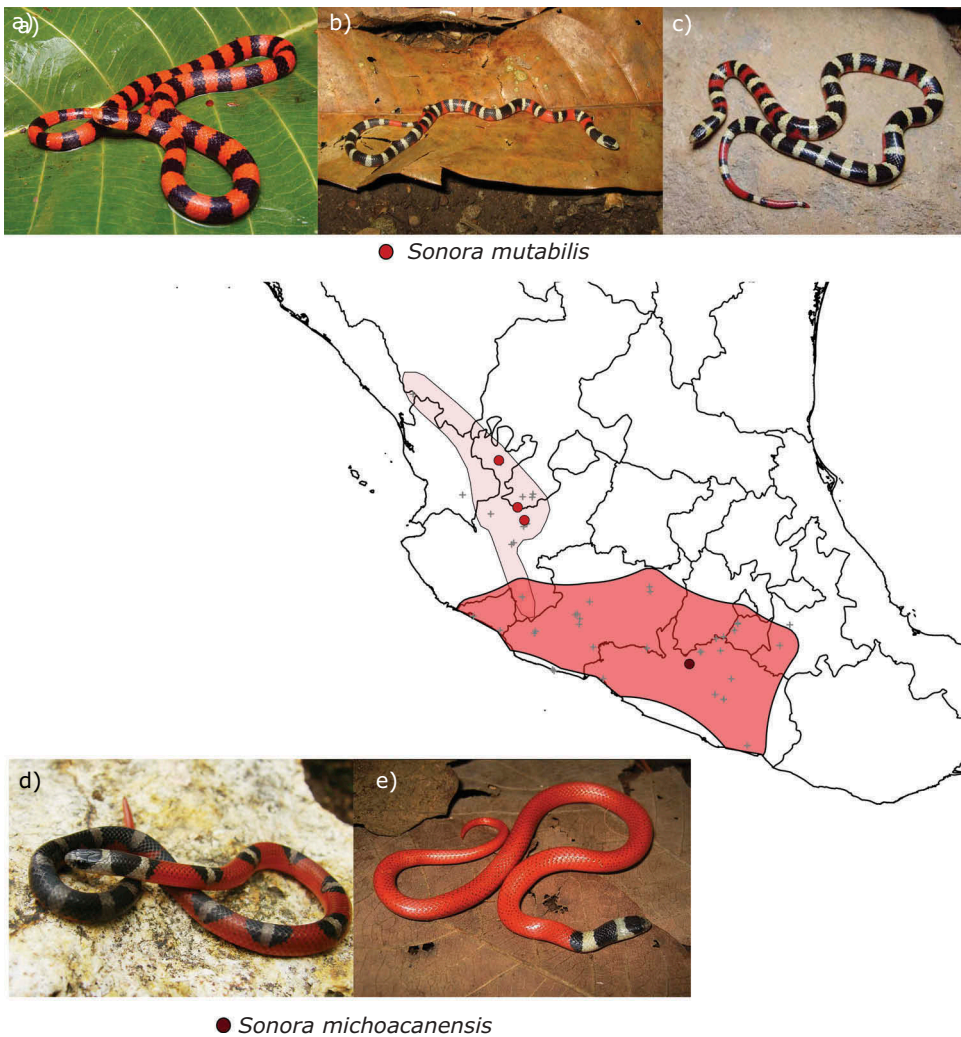 a) a)
b)
c)
Sonora mutabilis
d)
e)
Sonora michoacanensis